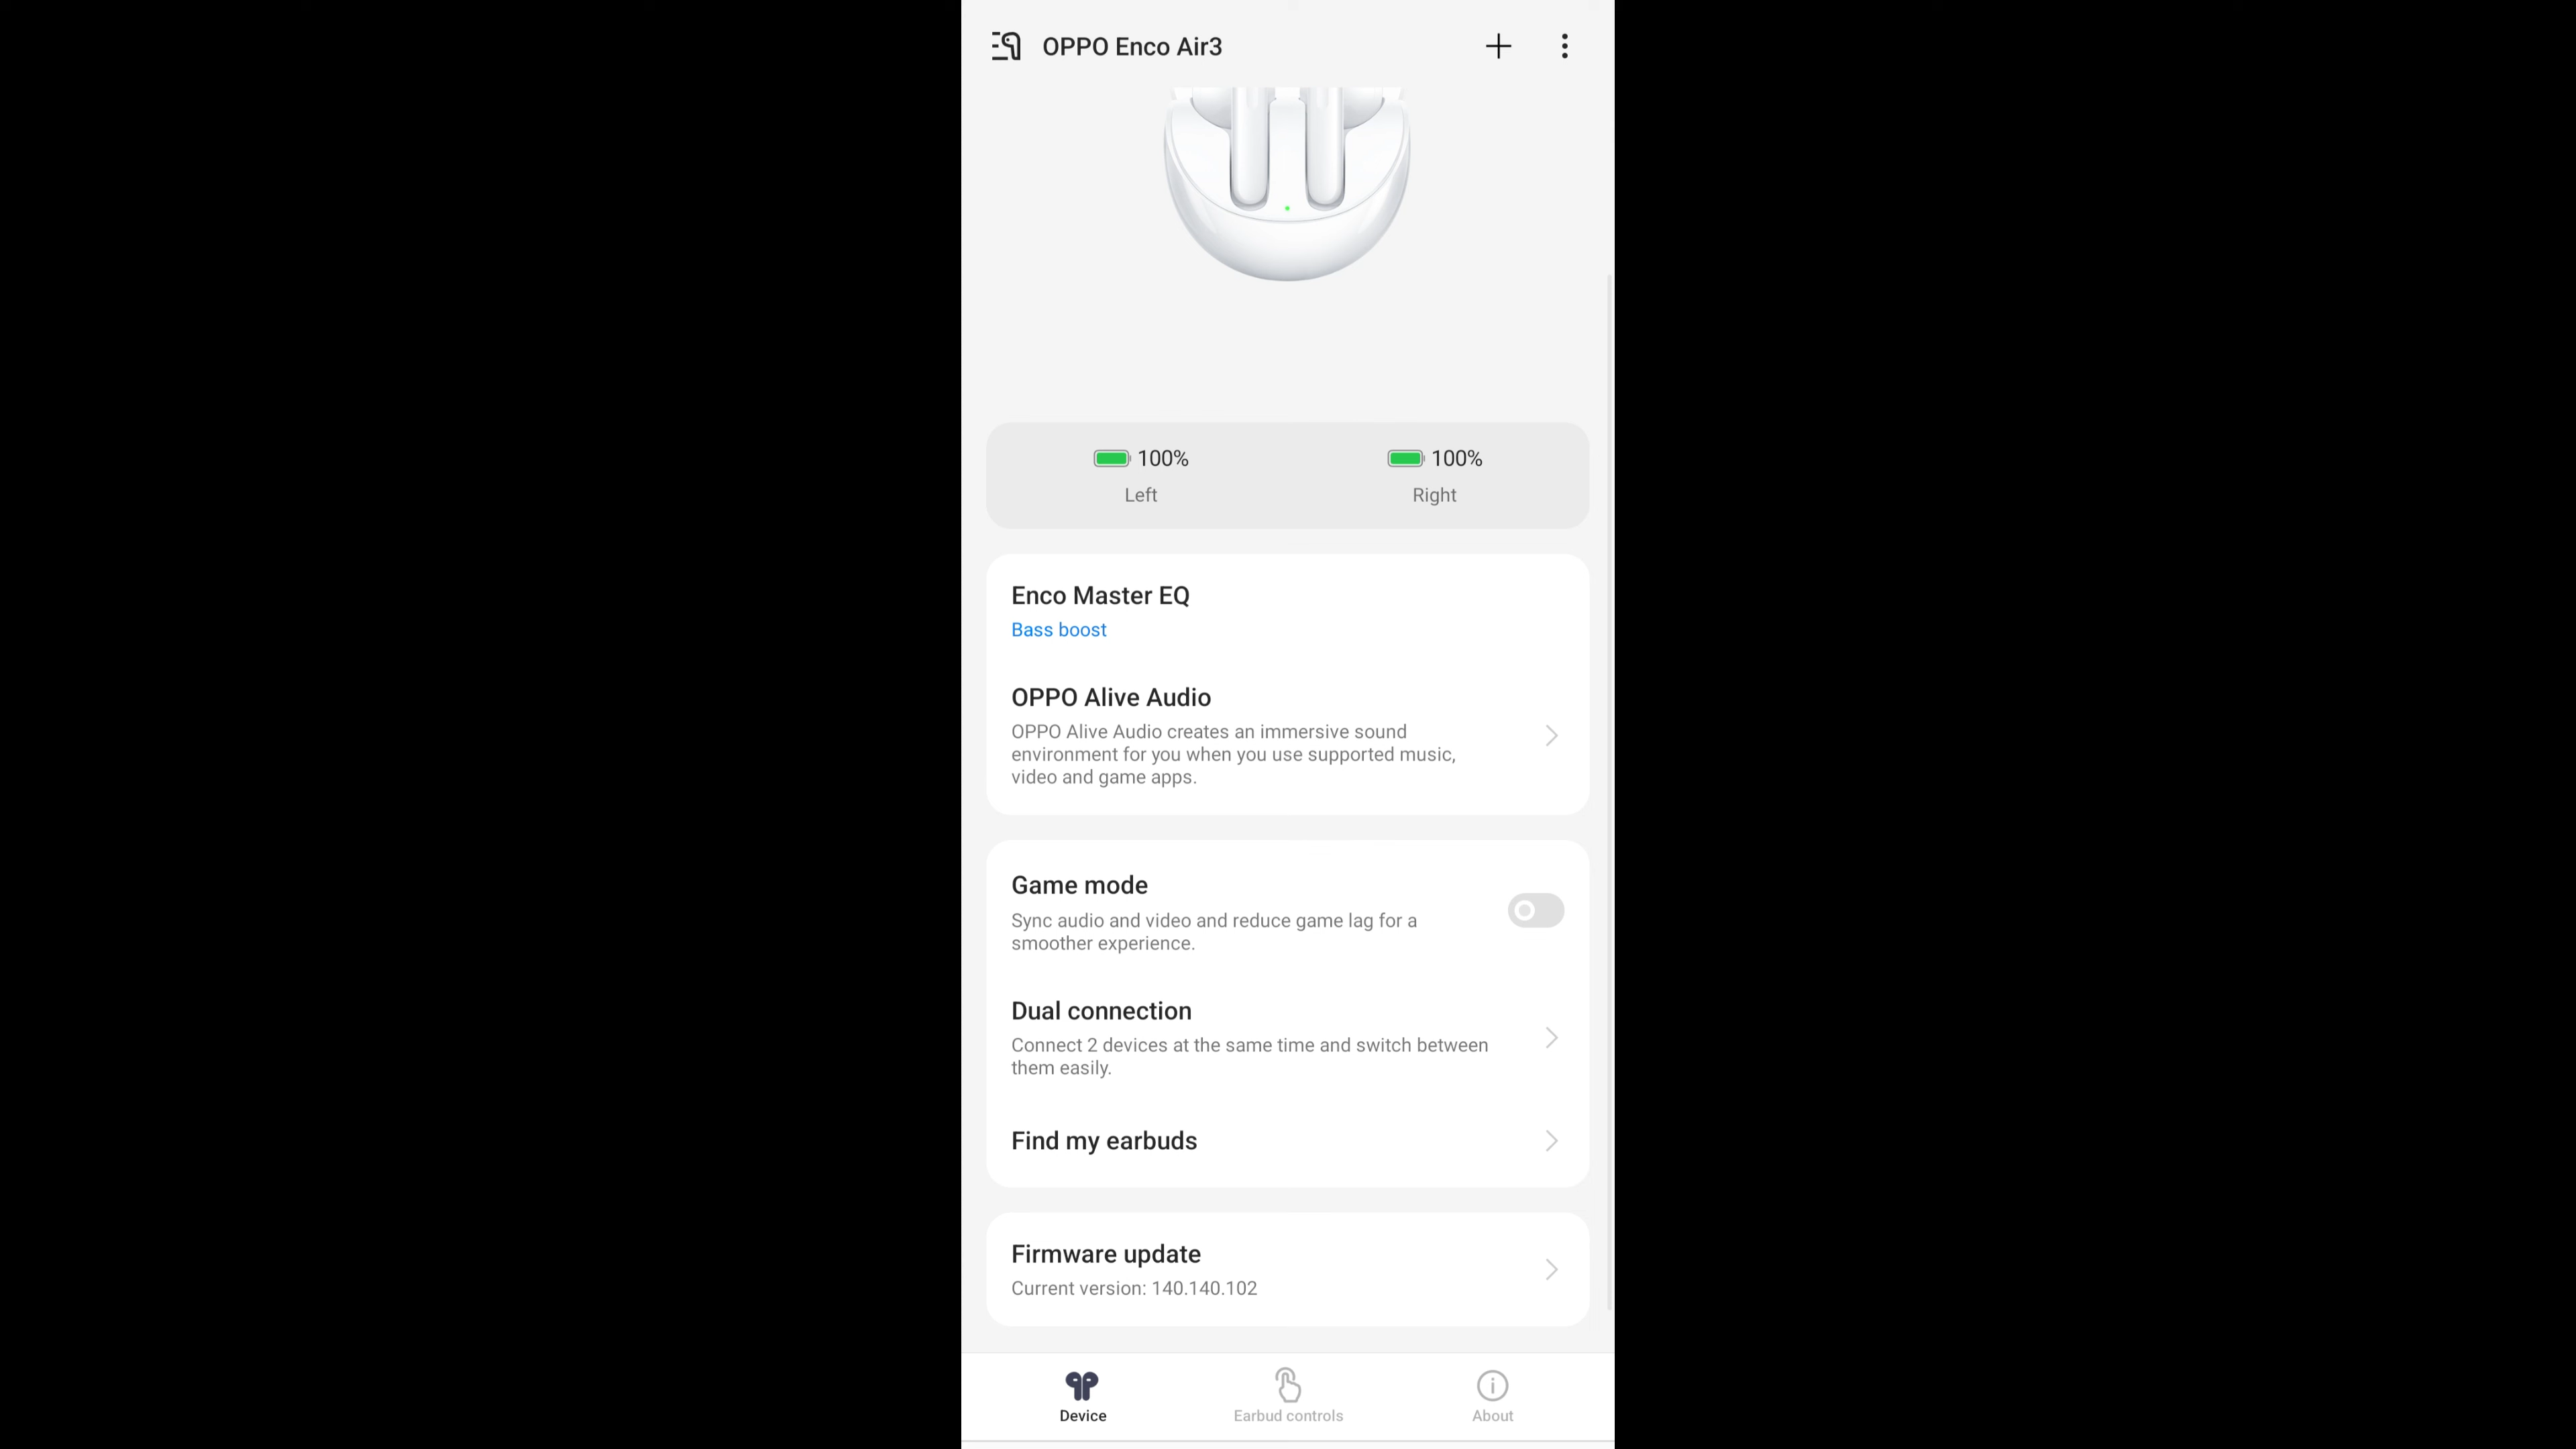 OPPO Enco Air3
100%
Left
100%
Right
Enco Master EQ
Bass boost
OPPO Alive Audio
OPPO Alive Audio creates an immersive sound
environment for you when you use supported music,
video and game apps.
Game mode
Sync audio and video and reduce game lag for a
smoother experience.
Dual connection
Connect 2 devices at the same time and switch between
them easily.
Find my earbuds
Firmware update
Current version: 140.140.102
Device
Earbud controls
About